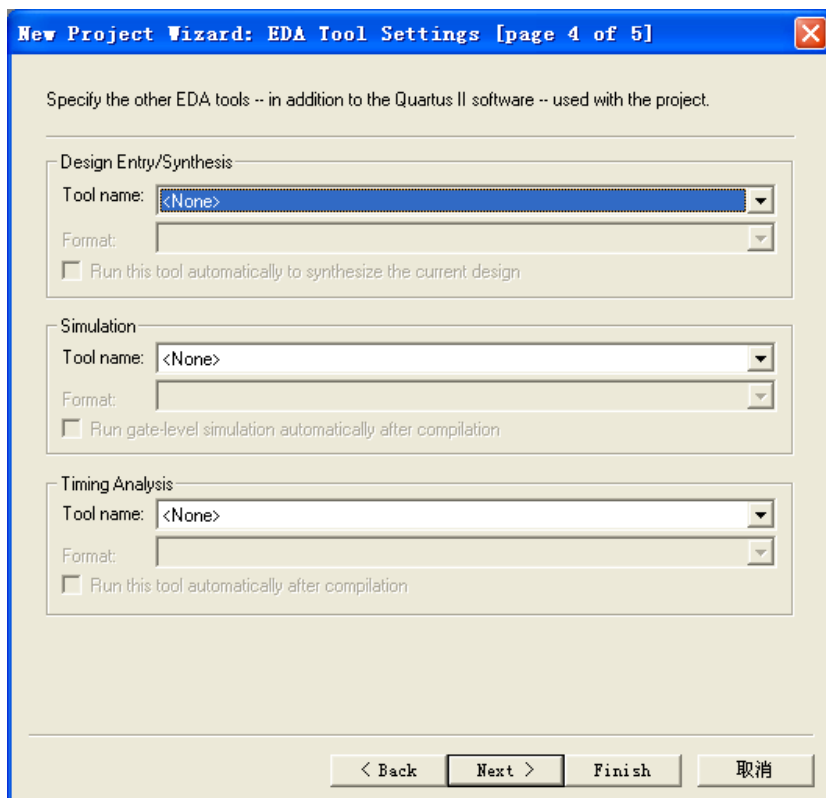 New Project Wizard: EDA Tool Settings [page 4 of 5]
Specify the other EDA tools -- in addition to the Quartus II software -- used with the project.
Design Entry/Synthesis
Tool name: <None>
Format:
Run this tool automatically to synthesize the current design
Simulation
Tool name: <None>
Format:
Run gate-level simulation automatically after compilation
Timing Analysis
Tool name: <None>
Format:
Run this tool automatically after compilation
< Back Next > Finish 取消